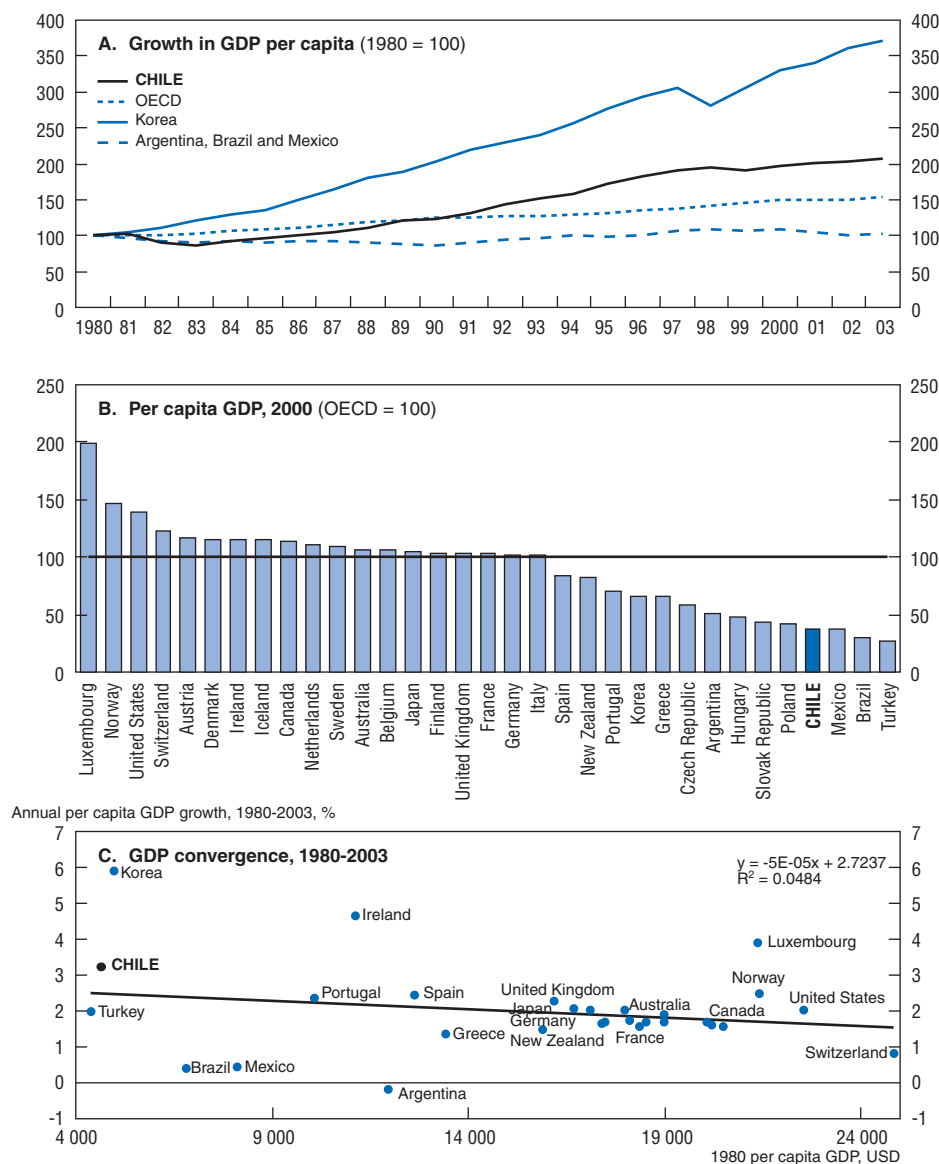 A. Growth in GDP per capita (1980 = 100)
CHILE
OECD
Korea
Argentina, Brazil and Mexico
400 400
350 350
300 300
250 250
200 200
150 150
100 100
50 50
0 0
1980 81 82 83 84 85 86 87 88 89 90 91 92 93 94 95 96 97 98 99 2000 01 02 03
B. Per capita GDP, 2000 (OECD = 100)
250 250
200 200
150 150
100 100
50 50
0 0
Luxembourg
Norway
United States
Switzerland
Austria
Denmark
Ireland
Iceland
Canada
Netherlands
Sweden
Australia
Belgium
Japan
Finland
United Kingdom
France
Germany
Italy
Spain
New Zealand
Portugal
Korea
Greece
Czech Republic
Argentina
Hungary
Slovak Republic
Poland
CHILE
Mexico
Brazil
Turkey
Annual per capita GDP growth, 1980-2003, %
C. GDP convergence, 1980-2003
y = -5E-05x + 2.7237
R² = 0.0484
7 7
6 6
5 5
4 4
3 3
2 2
1 1
0 0
-1 -1
Korea
Ireland
Luxembourg
CHILE
Portugal
Spain
United Kingdom
Norway
United States
Turkey
Japan
Australia
Canada
Germany
Greece
New Zealand
France
Switzerland
Brazil
Mexico
Argentina
4 000 9 000 14 000 19 000 24 000
1980 per capita GDP, USD